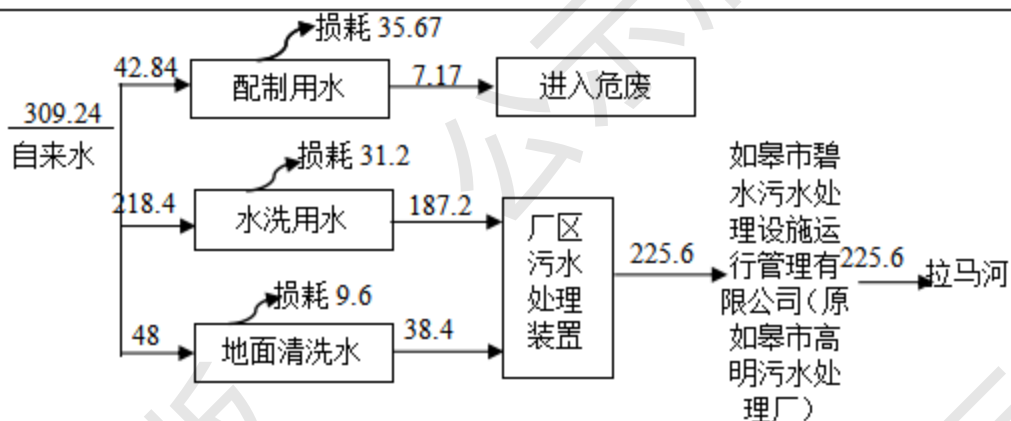 损耗 35.67
42.84
配制用水
7.17
进入危废
309.24
自来水
损耗 31.2
218.4
水洗用水
187.2
损耗 9.6
48
地面清洗水
38.4
厂区
污水
处理
装置
225.6
如皋市碧
水污水处
理设施运
行管理有
限公司（原
如皋市高
明污水处
理厂）
225.6
拉马河
公示